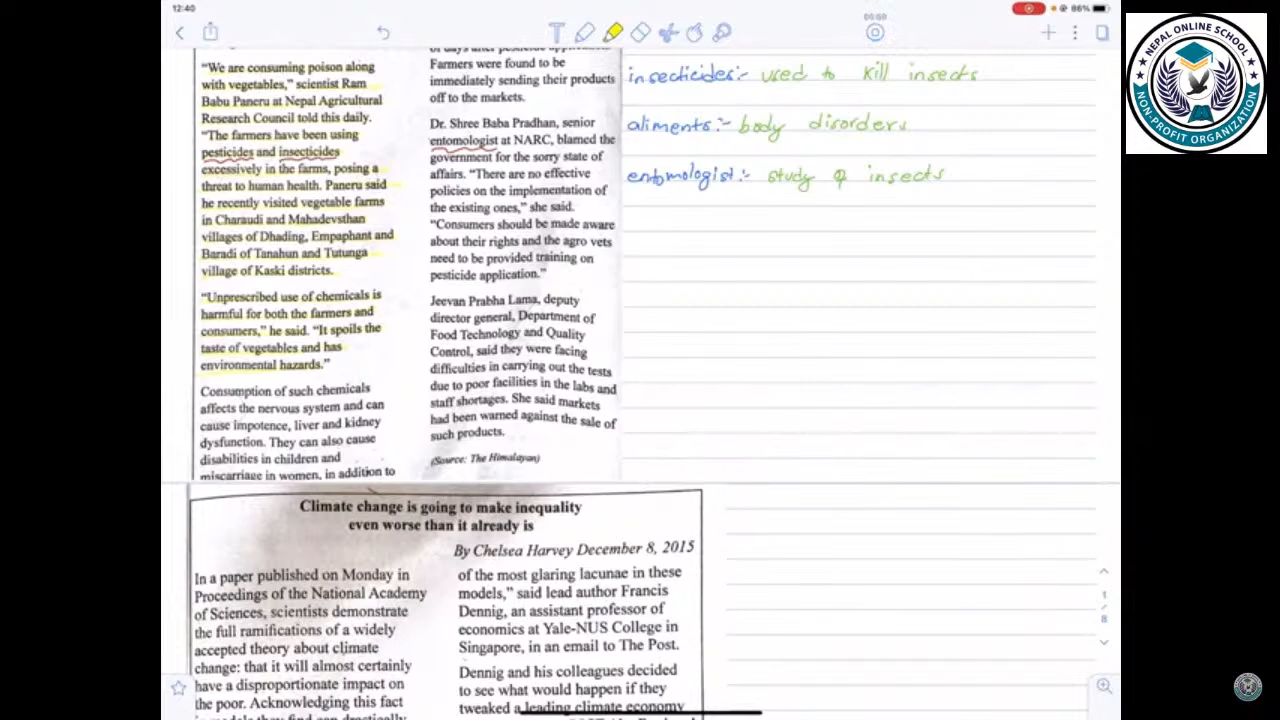 12:40
00:00
86%
NEPAL ONLINE SCHOOL
NON-PROFIT ORGANIZATION
"We are consuming poison along
with vegetables," scientist Ram
Babu Paneru at Nepal Agricultural
Research Council told this daily.
"The farmers have been using
pesticides and insecticides
excessively in the farms, posing a
threat to human health. Paneru said
he recently visited vegetable farms
in Charaudi and Mahadevsthan
villages of Dhading, Empaphant and
Baradi of Tanahun and Tutunga
village of Kaski districts.
"Unprescribed use of chemicals is
harmful for both the farmers and
consumers," he said. "It spoils the
taste of vegetables and has
environmental hazards."
Consumption of such chemicals
affects the nervous system and can
cause impotence, liver and kidney
dysfunction. They can also cause
disabilities in children and
miscarriage in women, in addition to
of days after pesticide application.
Farmers were found to be
immediately sending their products
off to the markets.
Dr. Shree Baba Pradhan, senior
entomologist at NARC, blamed the
government for the sorry state of
affairs. "There are no effective
policies on the implementation of
the existing ones," she said.
"Consumers should be made aware
about their rights and the agro vets
need to be provided training on
pesticide application."
Jeevan Prabha Lama, deputy
director general, Department of
Food Technology and Quality
Control, said they were facing
difficulties in carrying out the tests
due to poor facilities in the labs and
staff shortages. She said markets
had been warned against the sale of
such products.
(Source: The Himalayan)
insecticides:- used to kill insects
aliments:- body disorders
entomologist:- study of insects
Climate change is going to make inequality
even worse than it already is
By Chelsea Harvey December 8, 2015
In a paper published on Monday in
Proceedings of the National Academy
of Sciences, scientists demonstrate
the full ramifications of a widely
accepted theory about climate
change: that it will almost certainly
have a disproportionate impact on
the poor. Acknowledging this fact
of the most glaring lacunae in these
models," said lead author Francis
Dennig, an assistant professor of
economics at Yale-NUS College in
Singapore, in an email to The Post.
Dennig and his colleagues decided
to see what would happen if they
tweaked a leading climate economy
1
/
8